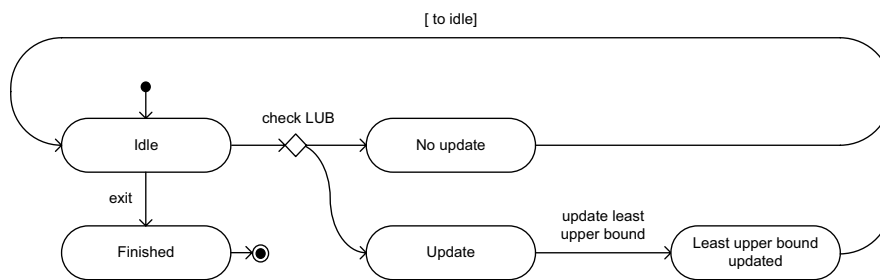 [ to idle]
check LUB
Idle
No update
exit
update least
upper bound
Finished
Update
Least upper bound
updated